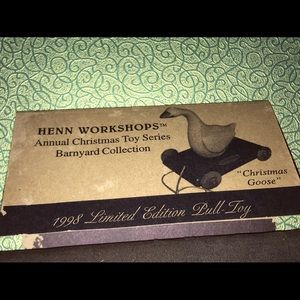 HENN WORKSHOPS™
Annual Christmas Toy Series
Barnyard Collection
"Christmas
Goose"
1998 Limited Edition Pull-Toy